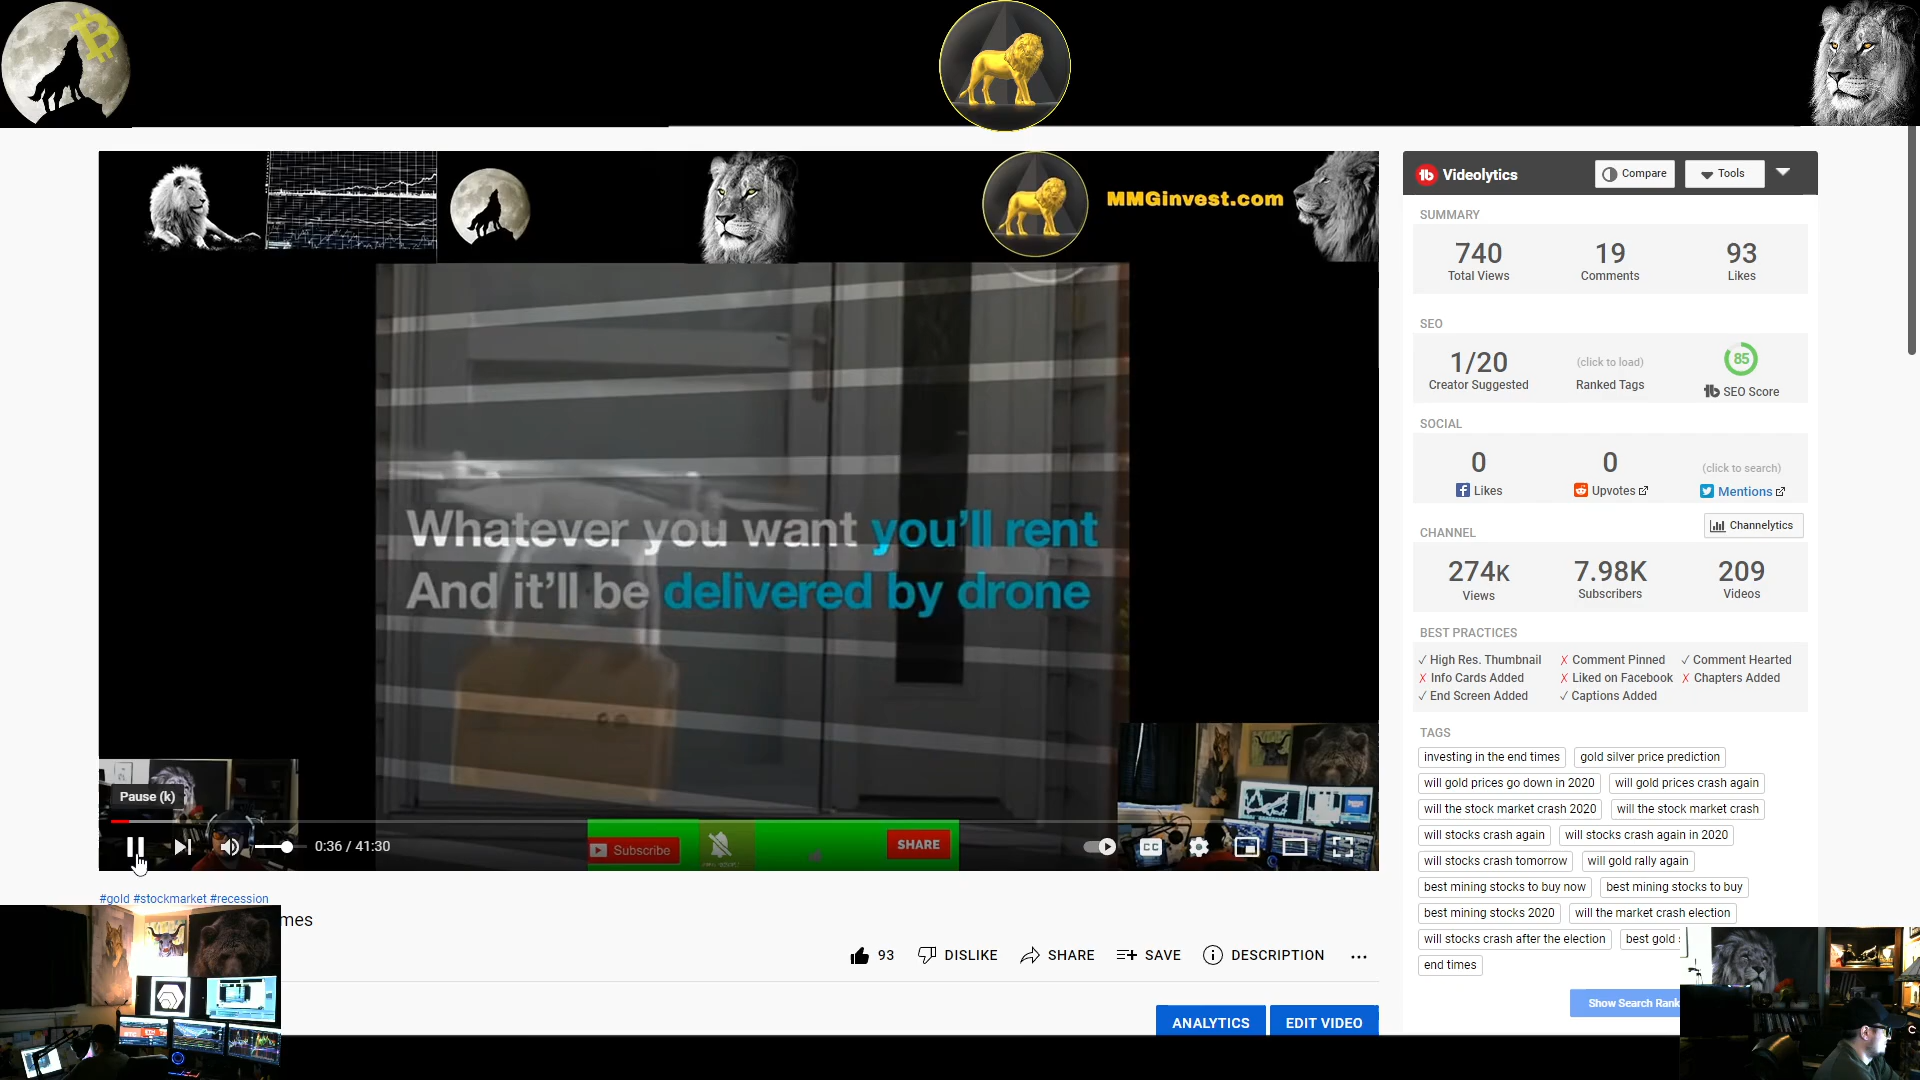 MMGinvest.com
Whatever you want you'll rent
And it'll be delivered by drone
Pause (k)
0:36 / 41:30
Subscribe
SHARE
CC
#gold #stockmarket #recession
mes
93 DISLIKE SHARE SAVE DESCRIPTION ...
ANALYTICS EDIT VIDEO
Videolytics Compare Tools
SUMMARY
740 19 93
Total Views Comments Likes
SEO
1/20 (click to load) 85
Creator Suggested Ranked Tags SEO Score
SOCIAL
0 0 (click to search)
Likes Upvotes Mentions
CHANNEL Channelytics
274K 7.98K 209
Views Subscribers Videos
BEST PRACTICES
✓ High Res. Thumbnail ✗ Comment Pinned ✓ Comment Hearted
✗ Info Cards Added ✗ Liked on Facebook ✗ Chapters Added
✓ End Screen Added ✓ Captions Added
TAGS
investing in the end times gold silver price prediction
will gold prices go down in 2020 will gold prices crash again
will the stock market crash 2020 will the stock market crash
will stocks crash again will stocks crash again in 2020
will stocks crash tomorrow will gold rally again
best mining stocks to buy now best mining stocks to buy
best mining stocks 2020 will the market crash election
will stocks crash after the election best gold
end times
Show Search Rank